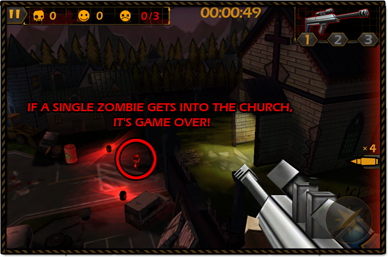 0 0 0/3 00:00:49
1 2 3
IF A SINGLE ZOMBIE GETS INTO THE CHURCH,
IT'S GAME OVER!
×4